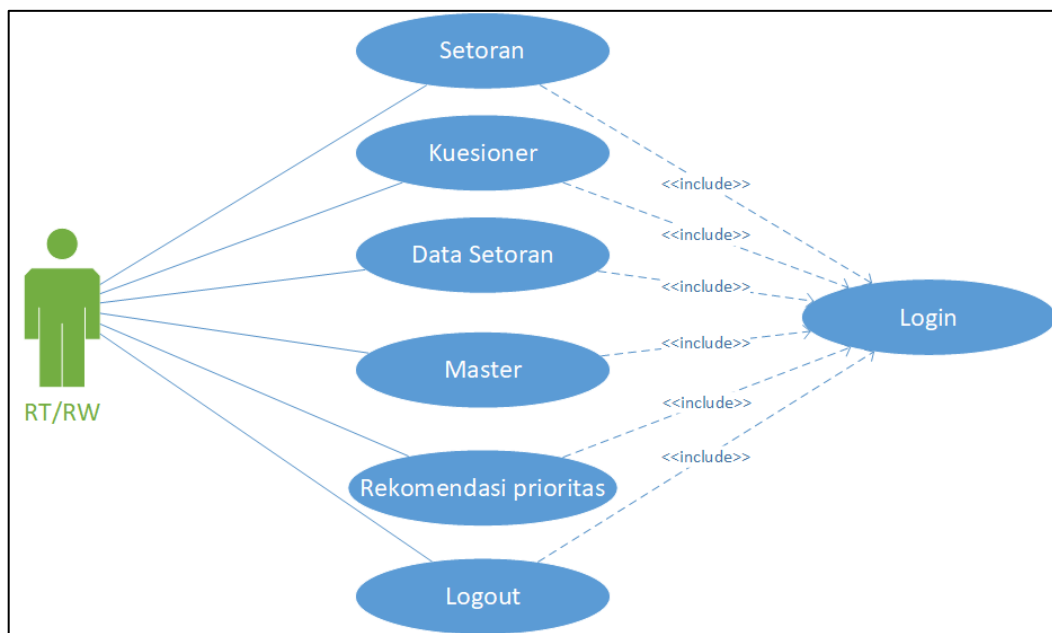 Setoran
Kuesioner
<<include>>
<<include>>
Data Setoran
<<include>>
Login
Master
<<include>>
RT/RW
<<include>>
<<include>>
Rekomendasi prioritas
Logout